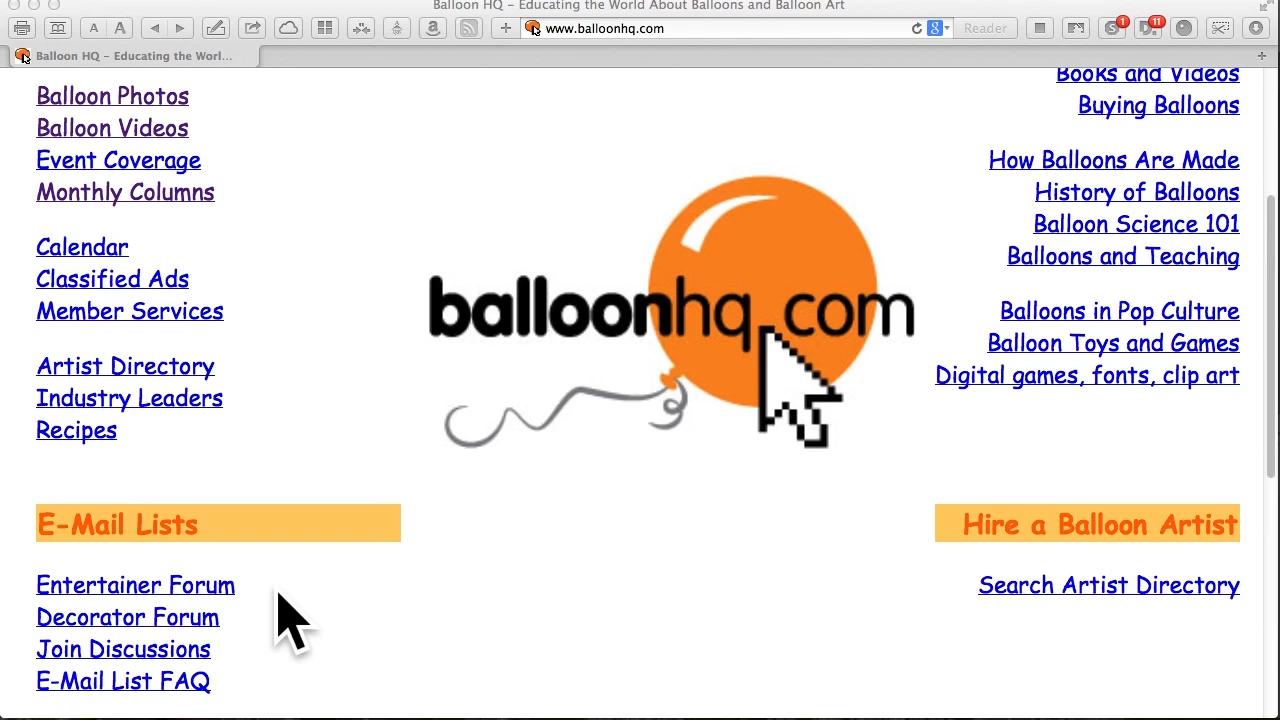 Balloon HQ – Educating the World About Balloons and Balloon Art
A A
a
www.balloonhq.com
8
Reader
S 1
D 11
Balloon HQ – Educating the Worl...
Balloon Photos
Balloon Videos
Event Coverage
Monthly Columns
Calendar
Classified Ads
Member Services
Artist Directory
Industry Leaders
Recipes
balloonhq.com
Books and Videos
Buying Balloons
How Balloons Are Made
History of Balloons
Balloon Science 101
Balloons and Teaching
Balloons in Pop Culture
Balloon Toys and Games
Digital games, fonts, clip art
E-Mail Lists
Entertainer Forum
Decorator Forum
Join Discussions
E-Mail List FAQ
Hire a Balloon Artist
Search Artist Directory